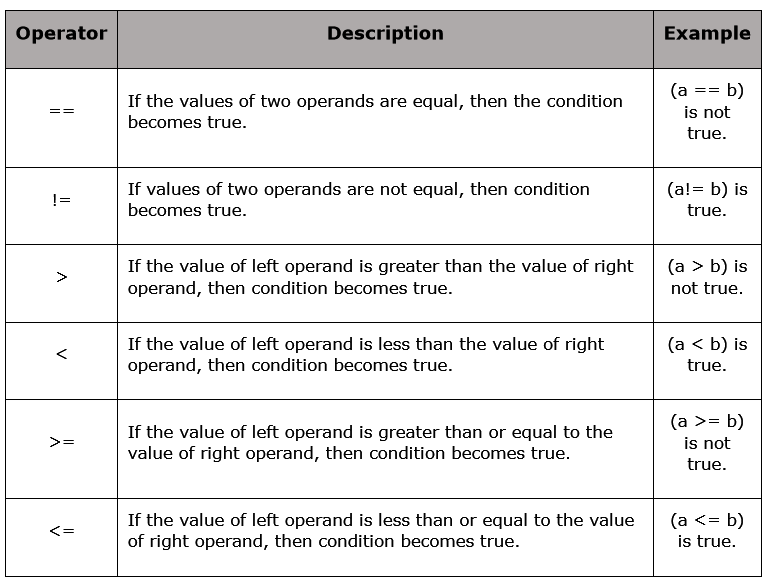 Operator Description Example
==
If the values of two operands are equal, then the condition
becomes true.
(a == b)
is not
true.
!=
If values of two operands are not equal, then condition
becomes true.
(a!= b) is
true.
>
If the value of left operand is greater than the value of right
operand, then condition becomes true.
(a > b) is
not true.
<
If the value of left operand is less than the value of right
operand, then condition becomes true.
(a < b) is
true.
>=
If the value of left operand is greater than or equal to the
value of right operand, then condition becomes true.
(a >= b)
is not
true.
<=
If the value of left operand is less than or equal to the value
of right operand, then condition becomes true.
(a <= b)
is true.